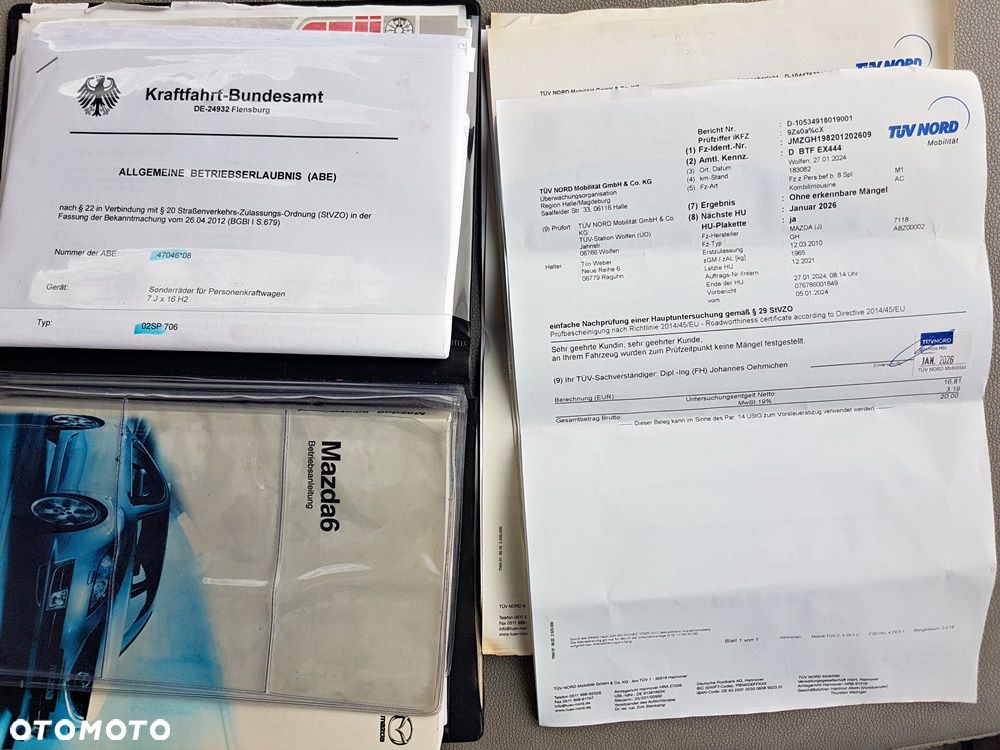 Kraftfahrt-Bundesamt
DE-24932 Flensburg
ALLGEMEINE BETRIEBSERLAUBNIS (ABE)
nach § 22 in Verbindung mit § 20 Straßenverkehrs-Zulassungs-Ordnung (StVZO) in der
Fassung der Bekanntmachung vom 26.04.2012 (BGBl I S.679)
Nummer der ABE: 47046*08
Gerät: Sonderräder für Personenkraftwagen
7 J x 16 H2
Typ: 02SP 706
Mazda6
Betriebsanleitung
mazda
OTOMOTO
TÜV NORD
TÜV NORD
Mobilität
Bericht Nr. : D-10534918019001
Prüfziffer iKFZ : 9Zs0a%cX
(1) Fz-Ident.-Nr. : JMZGH198201202609
(2) Amtl. Kennz. : D BTF EX444
(3) Ort, Datum : Wolfen, 27.01.2024
(4) km-Stand : 183082
(5) Fz-Art : Fz z Pers bef b. 8 Spl. M1
Kombilimousine AC
(7) Ergebnis : Ohne erkennbare Mängel
(8) Nächste HU : Januar 2026
HU-Plakette : ja
Fz-Hersteller : MAZDA (J) 7118
Fz-Typ : GH ABZ00002
Erstzulassung : 12.03.2010
zGM / zAL [kg] : 1965
Letzte HU : 12.2021
Auftrags-Nr./intern
Ende der HU : 27.01.2024, 08.14 Uhr
Vorbericht : 076786001849
vom : 05.01.2024
TÜV NORD Mobilität GmbH & Co. KG
Überwachungsorganisation
Region Halle/Magdeburg
Saalfelder Str. 33, 06116 Halle
(9) Prüfort: TÜV NORD Mobilität GmbH & Co.
KG
TÜV-Station Wolfen (ÜO)
Jahnstr.
06766 Wolfen
Halter Tilo Weber
Neue Reihe 6
06779 Raguhn
einfache Nachprüfung einer Hauptuntersuchung gemäß § 29 StVZO
Prüfbescheinigung nach Richtlinie 2014/45/EU - Roadworthiness certificate according to Directive 2014/45/EU
Sehr geehrte Kundin, sehr geehrter Kunde,
an Ihrem Fahrzeug wurden zum Prüfzeitpunkt keine Mängel festgestellt.
TÜV NORD
JAN. 2026
TÜV NORD Mobilität
(9) Ihr TÜV-Sachverständiger: Dipl.-Ing.(FH) Johannes Oehmichen
Berechnung (EUR) Untersuchungsentgelt Netto: 16.81
MwSt 19% 3.19
Gesamtbetrag Brutto: 20,00
Dieser Beleg kann im Sinne des Par. 14 UStG zum Vorsteuerabzug verwendet werden
Blatt 1 von 1
TÜV NORD Mobilität GmbH & Co. KG